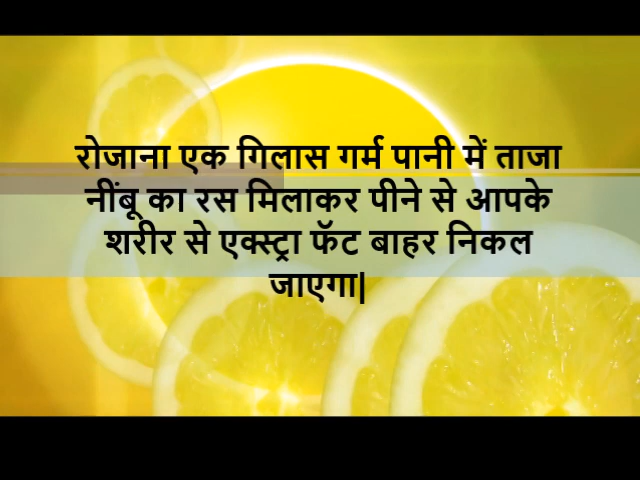 रोजाना एक गिलास गर्म पानी में ताजा
नींबू का रस मिलाकर पीने से आपके
शरीर से एक्स्ट्रा फॅट बाहर निकल
जाएगा|